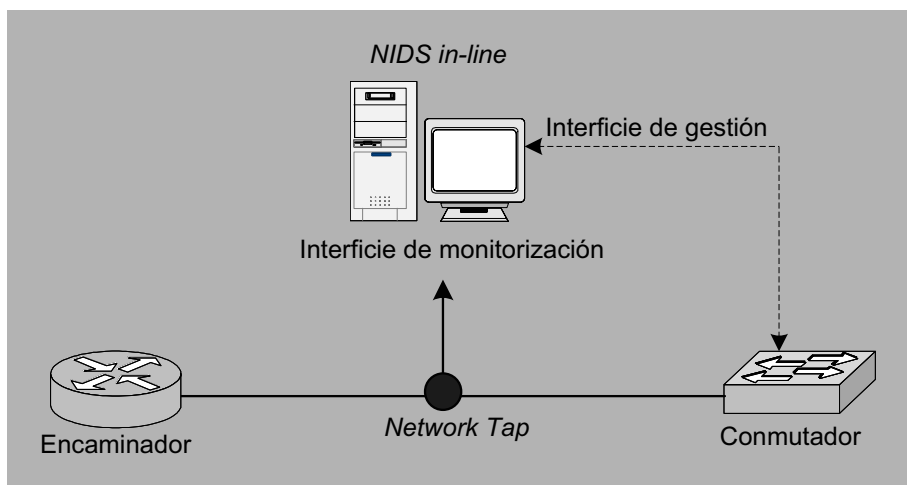 NIDS in-line
Interficie de gestión
Interficie de monitorización
Encaminador
Network Tap
Conmutador